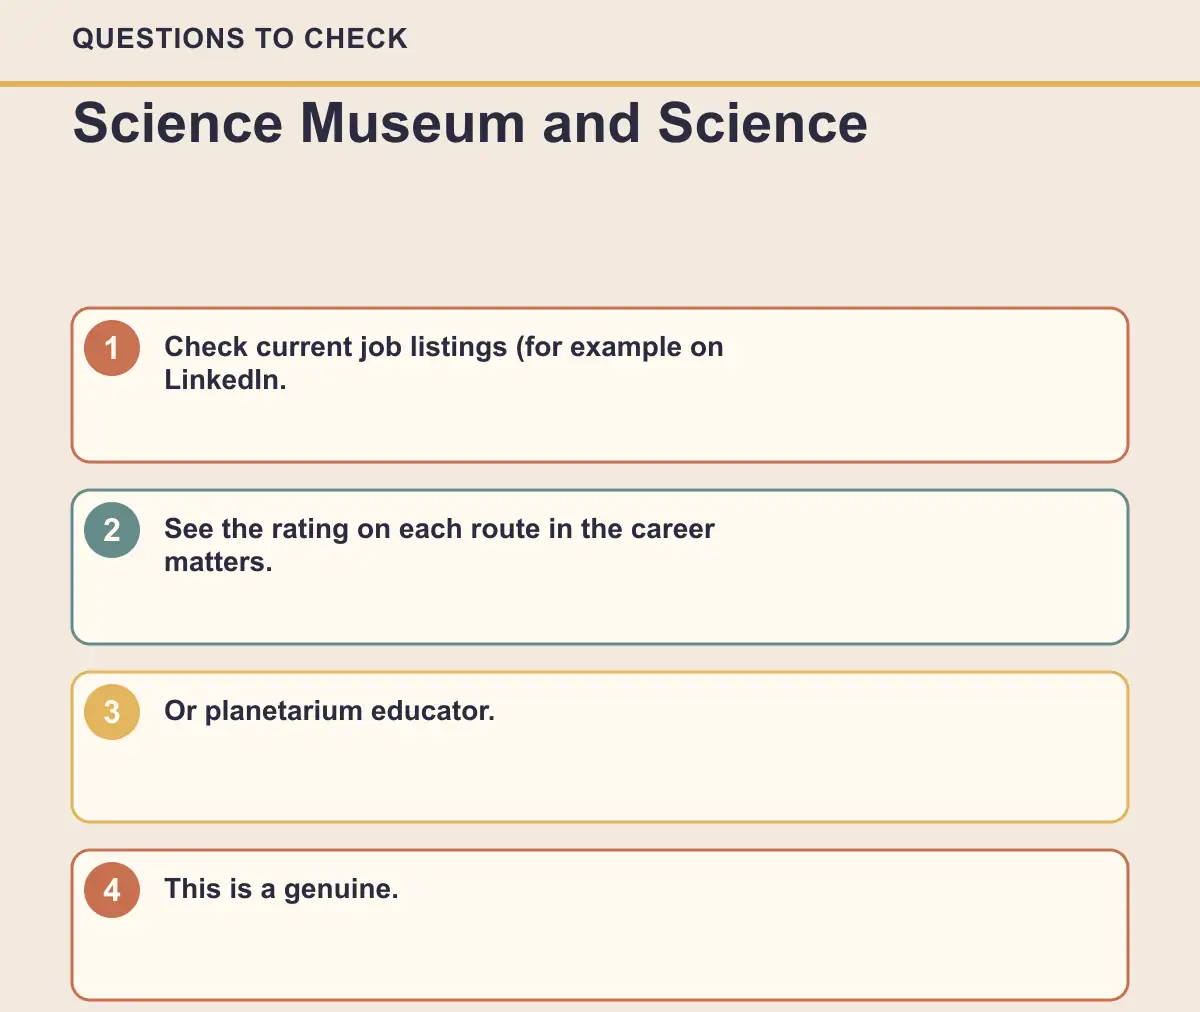 QUESTIONS TO CHECK
Science Museum and Science
1
Check current job listings (for example on
LinkedIn.
2
See the rating on each route in the career
matters.
3
Or planetarium educator.
4
This is a genuine.